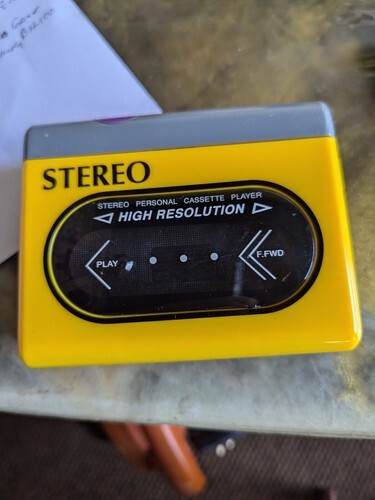 STEREO
STEREO PERSONAL CASSETTE PLAYER
HIGH RESOLUTION
PLAY
F.FWD